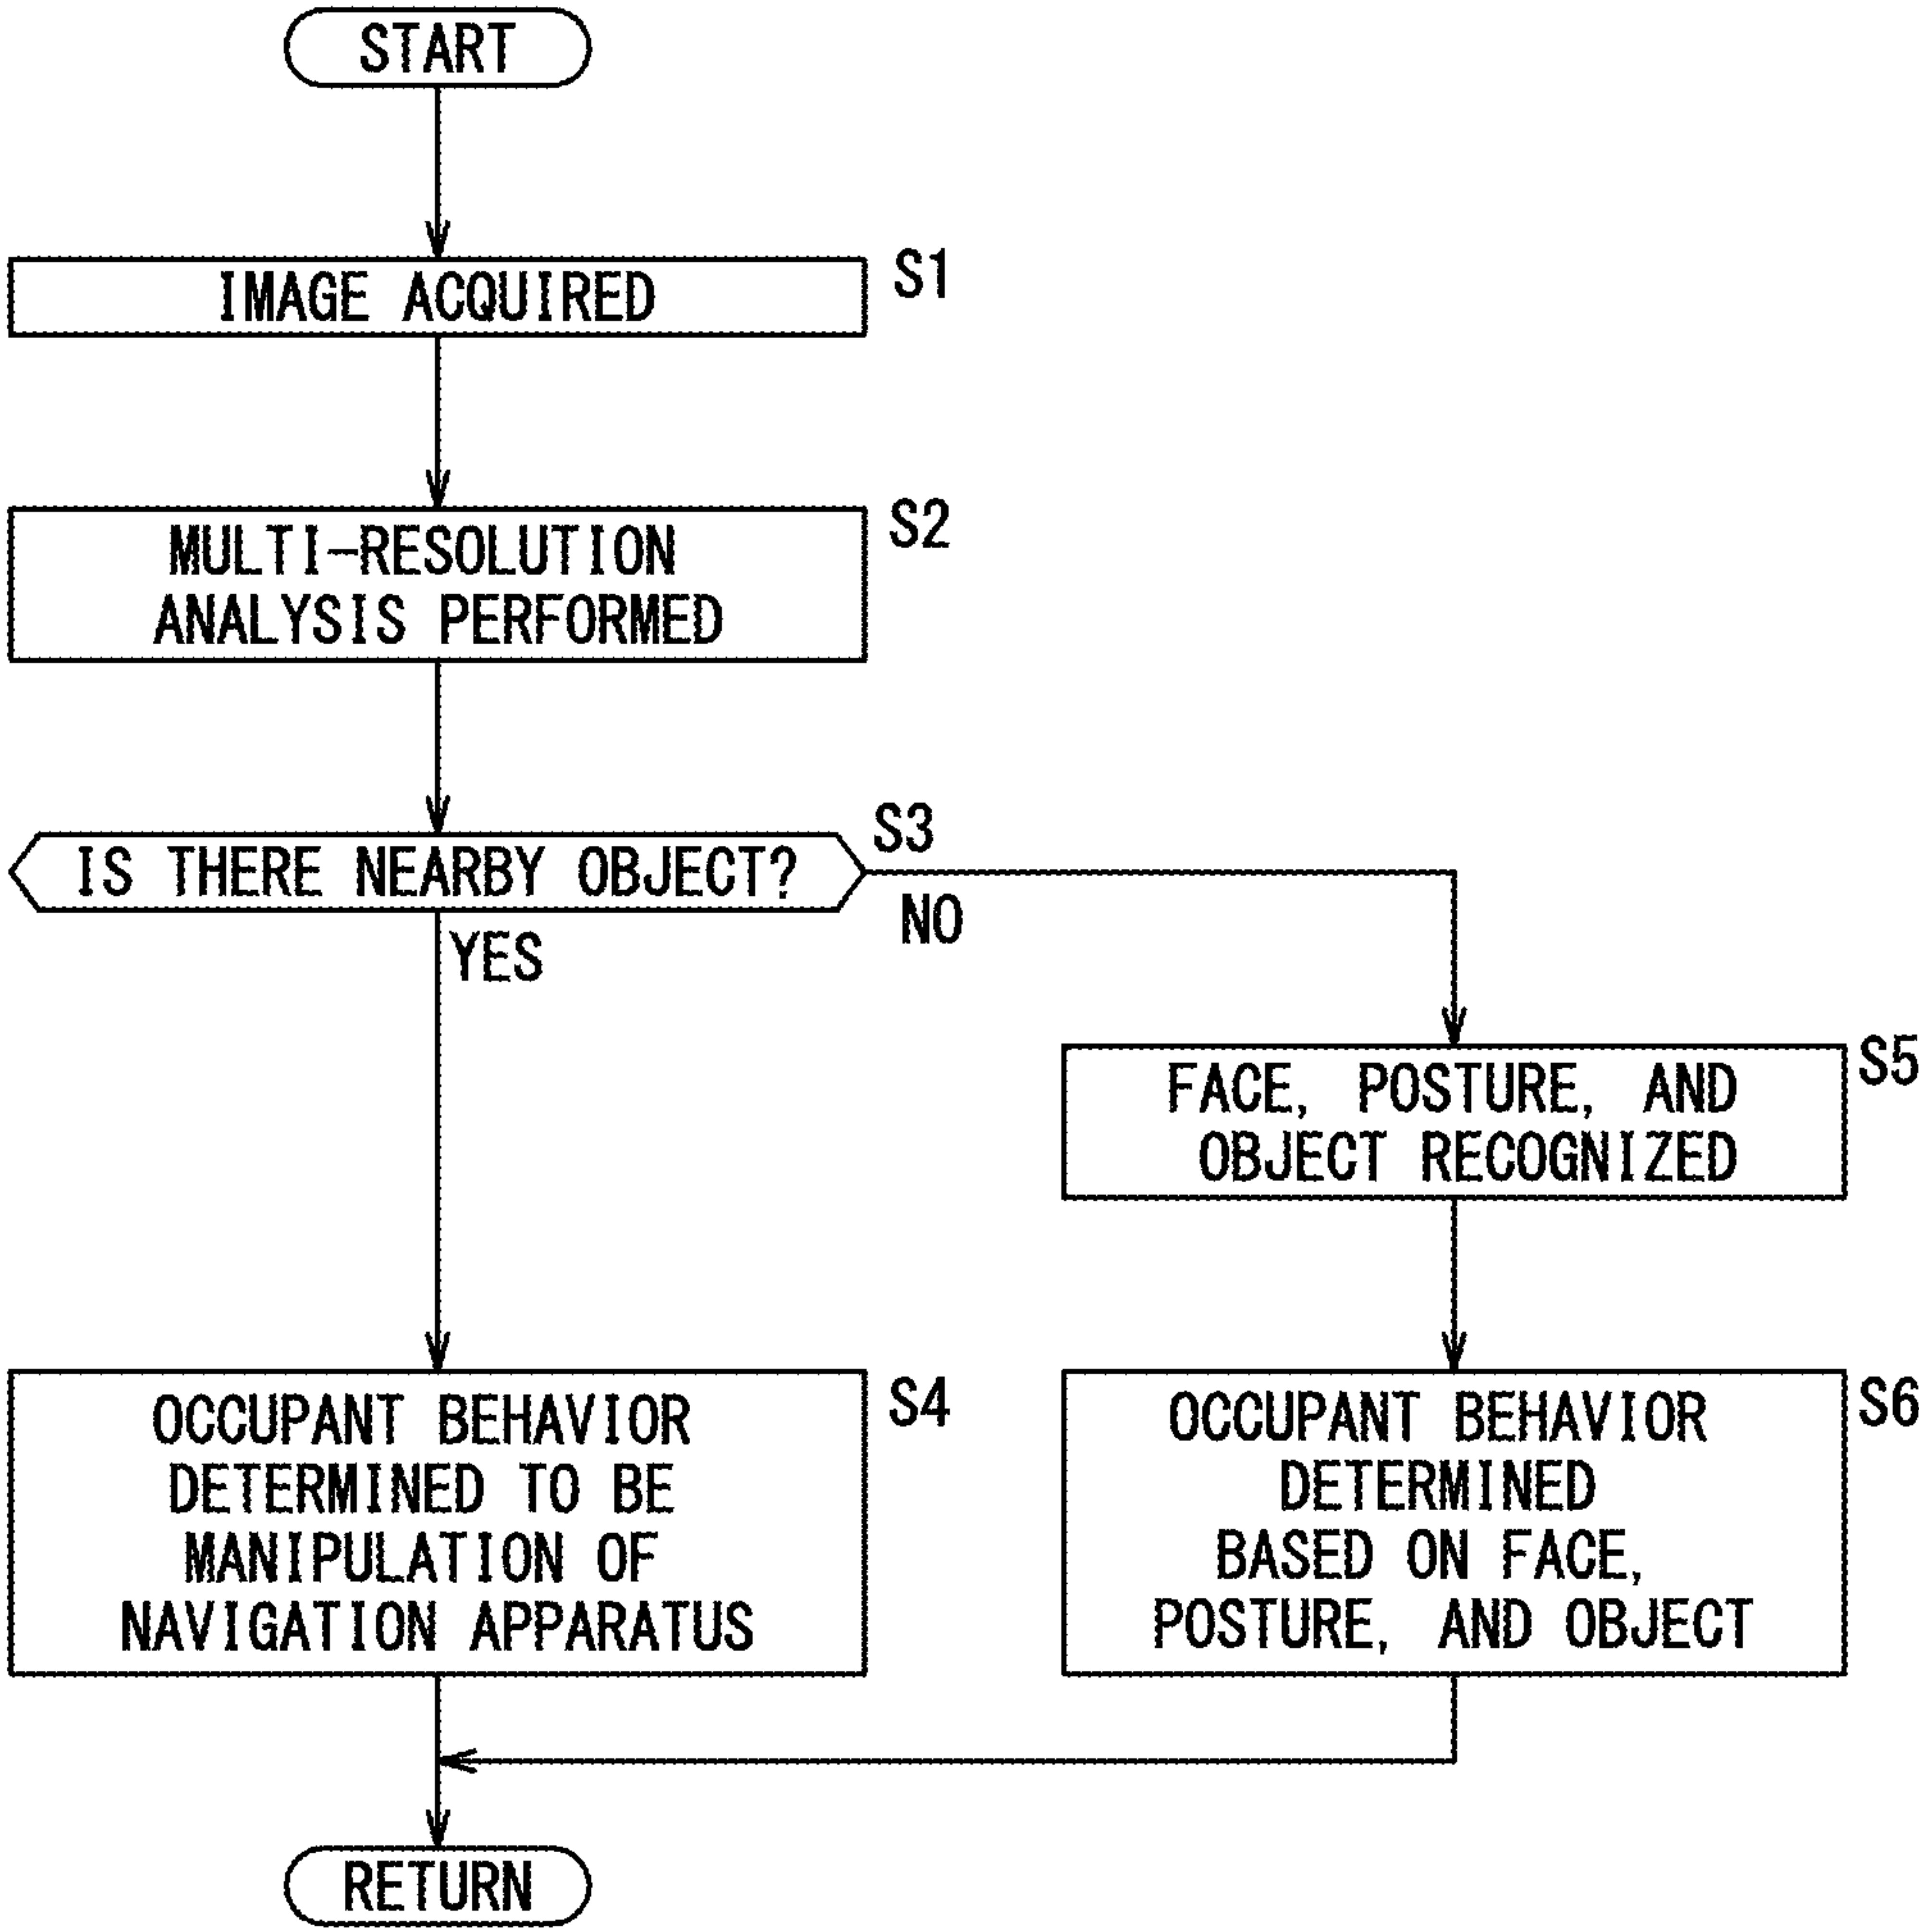 START
IMAGE ACQUIRED
S1
MULTI-RESOLUTION
ANALYSIS PERFORMED
S2
IS THERE NEARBY OBJECT?
S3
NO
YES
FACE, POSTURE, AND
OBJECT RECOGNIZED
S5
OCCUPANT BEHAVIOR
DETERMINED TO BE
MANIPULATION OF
NAVIGATION APPARATUS
S4
OCCUPANT BEHAVIOR
DETERMINED
BASED ON FACE,
POSTURE, AND OBJECT
S6
RETURN